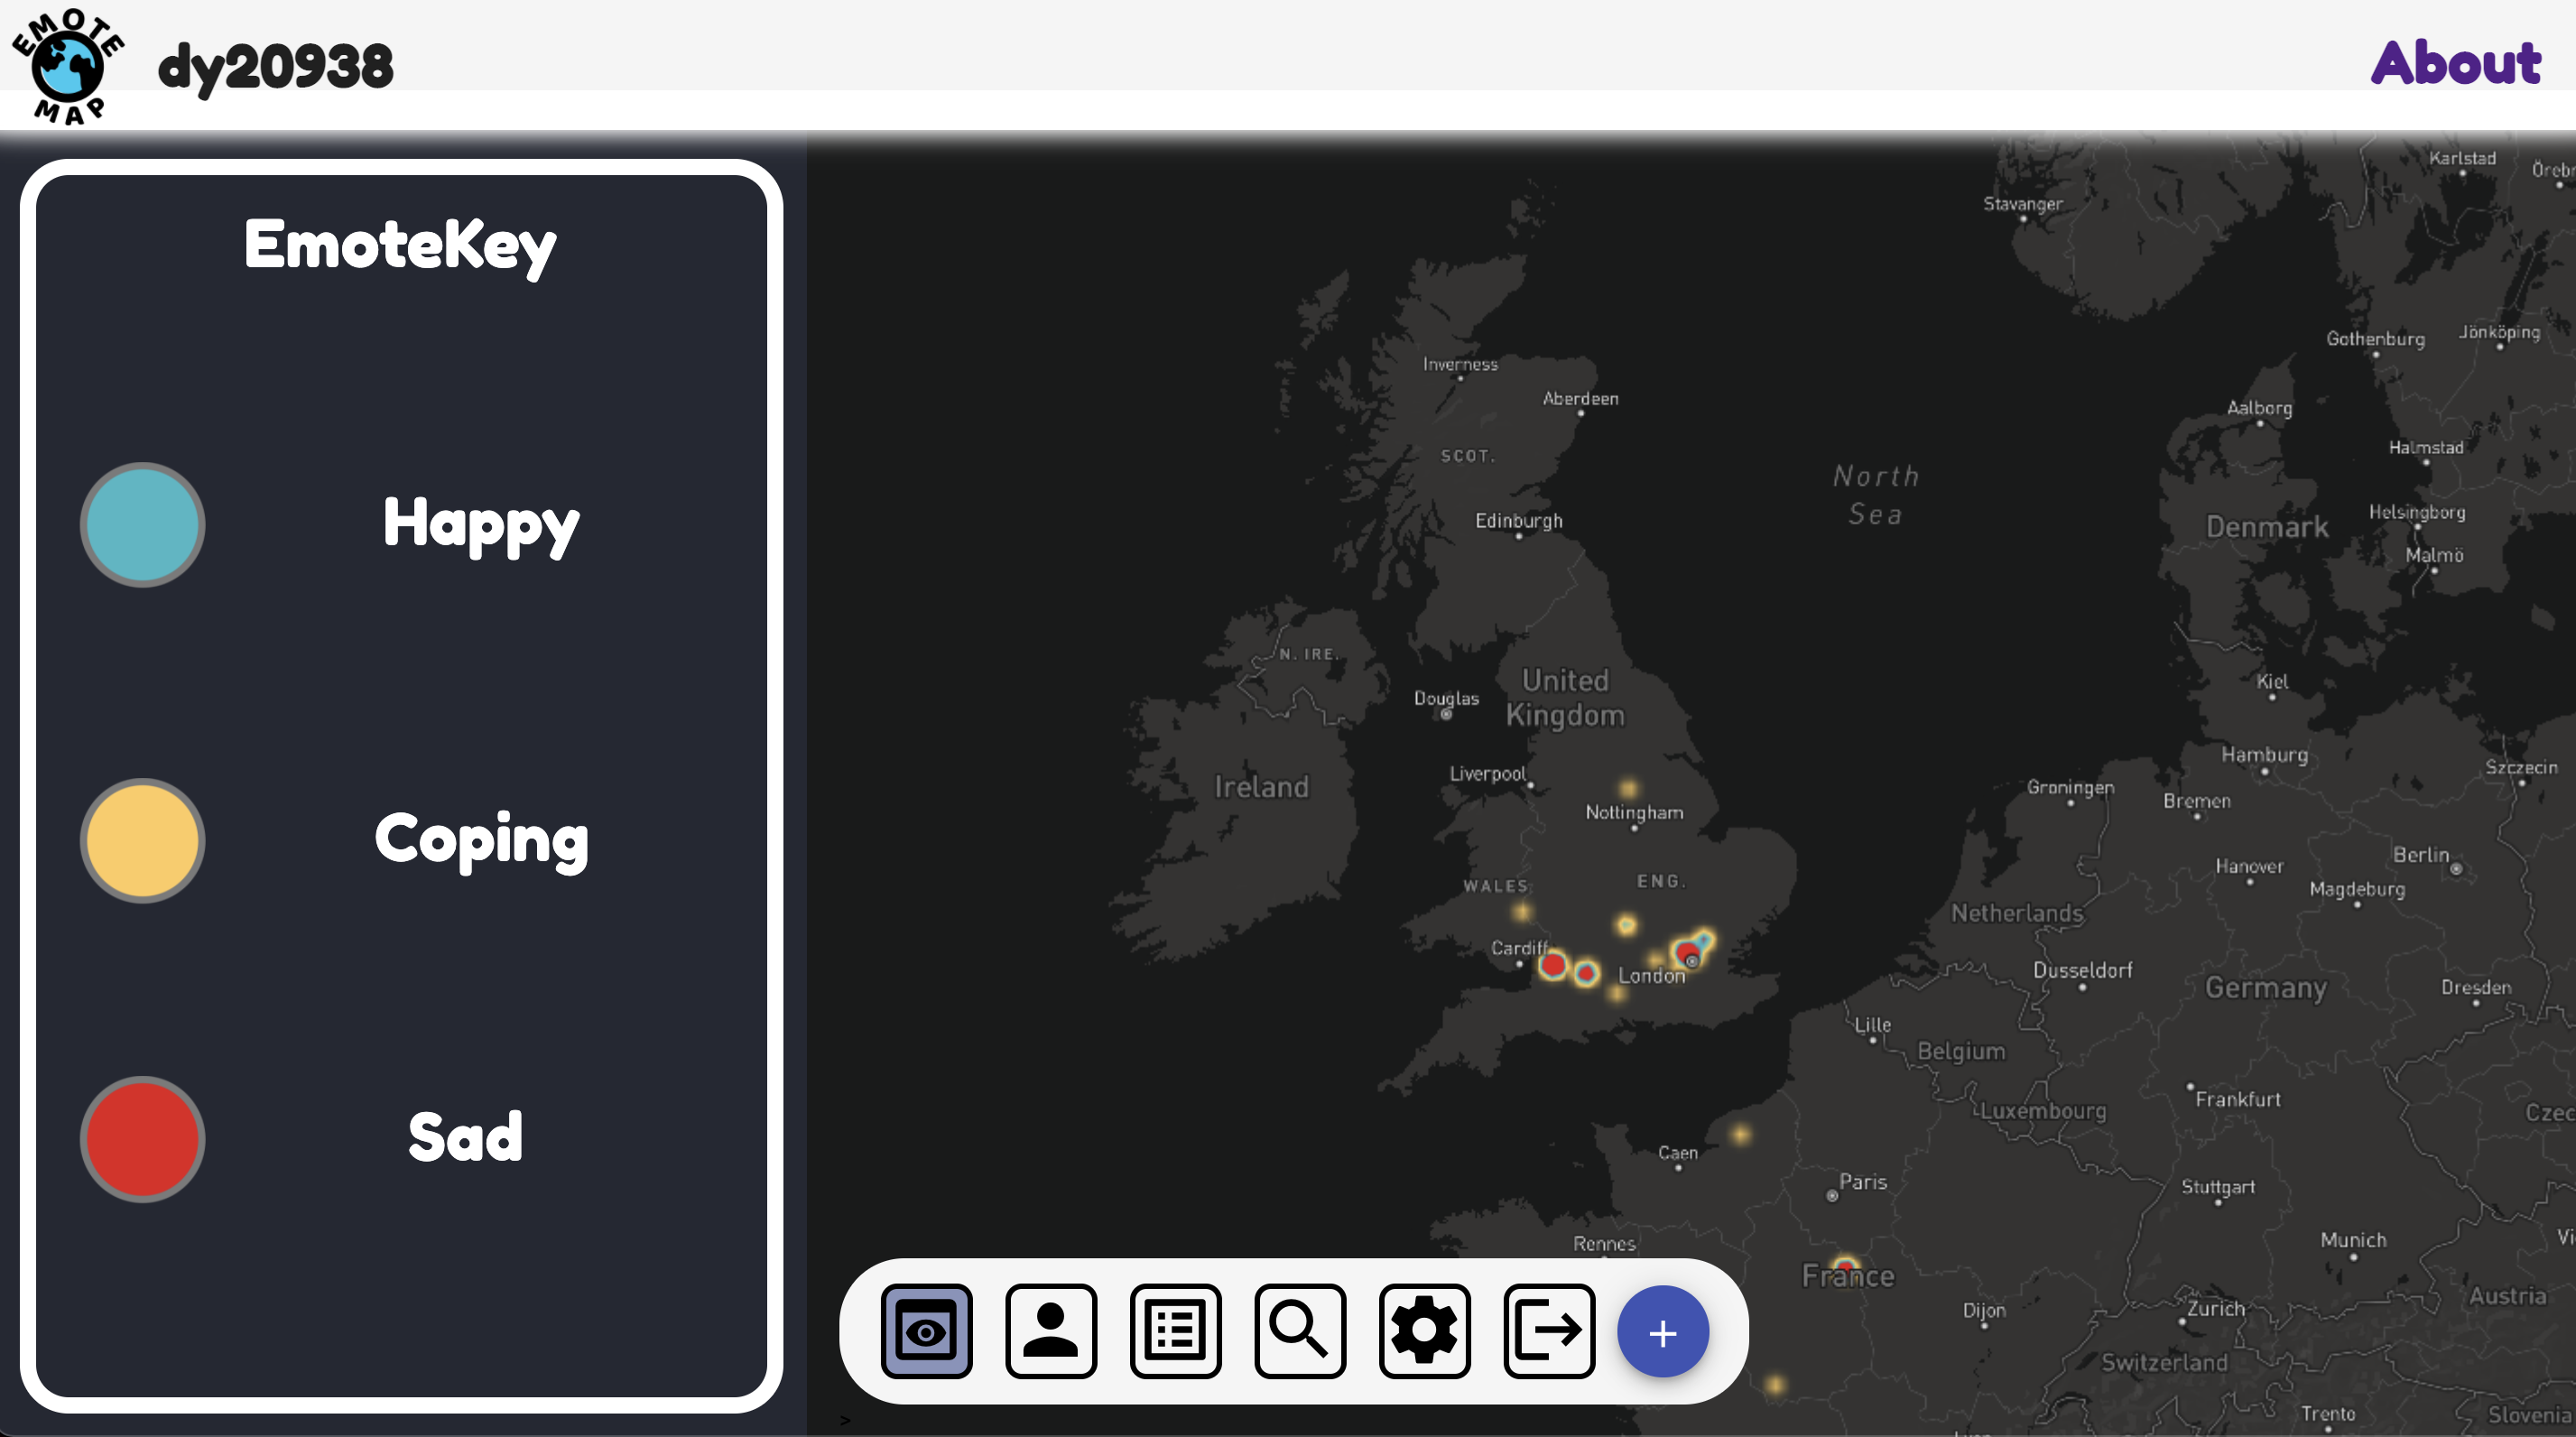 EMOTE
MAP
dy20938
About
EmoteKey
Happy
Coping
Sad
Karlstad
Stavanger
Inverness
Aberdeen
Gothenburg
Jönköping
Aalborg
SCOT.
Halmstad
North
Sea
Edinburgh
Helsingborg
Denmark
Malmö
N. IRE.
United
Kingdom
Douglas
Kiel
Hamburg
Liverpool
Szczecin
Ireland
Groningen
Bremen
Nottingham
Berlin
Hanover
WALES
ENG.
Magdeburg
Netherlands
Cardiff
London
Dusseldorf
Germany
Dresden
Lille
Belgium
Frankfurt
Luxembourg
Caen
Paris
Stuttgart
Rennes
Munich
France
Dijon
Zurich
Austria
Switzerland
+
>
Trento
Slovenia